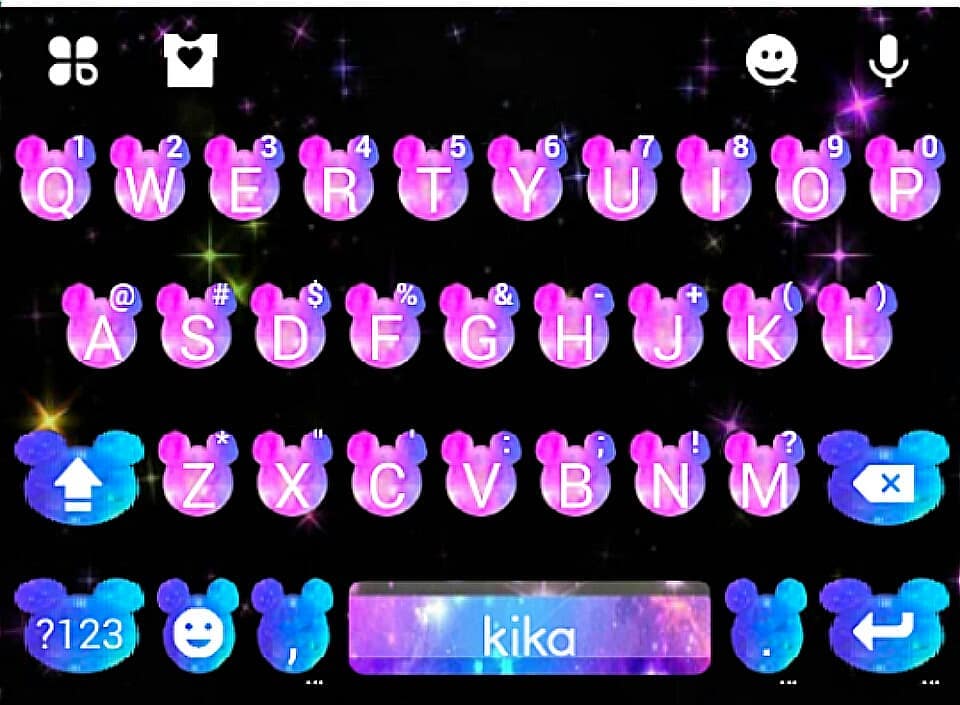 1 2 3 4 5 6 7 8 9 0
Q W E R T Y U I O P
@ # $ % & - + ( )
A S D F G H J K L
* " ' : ; ! ?
Z X C V B N M
?123 , kika .
... ... ...